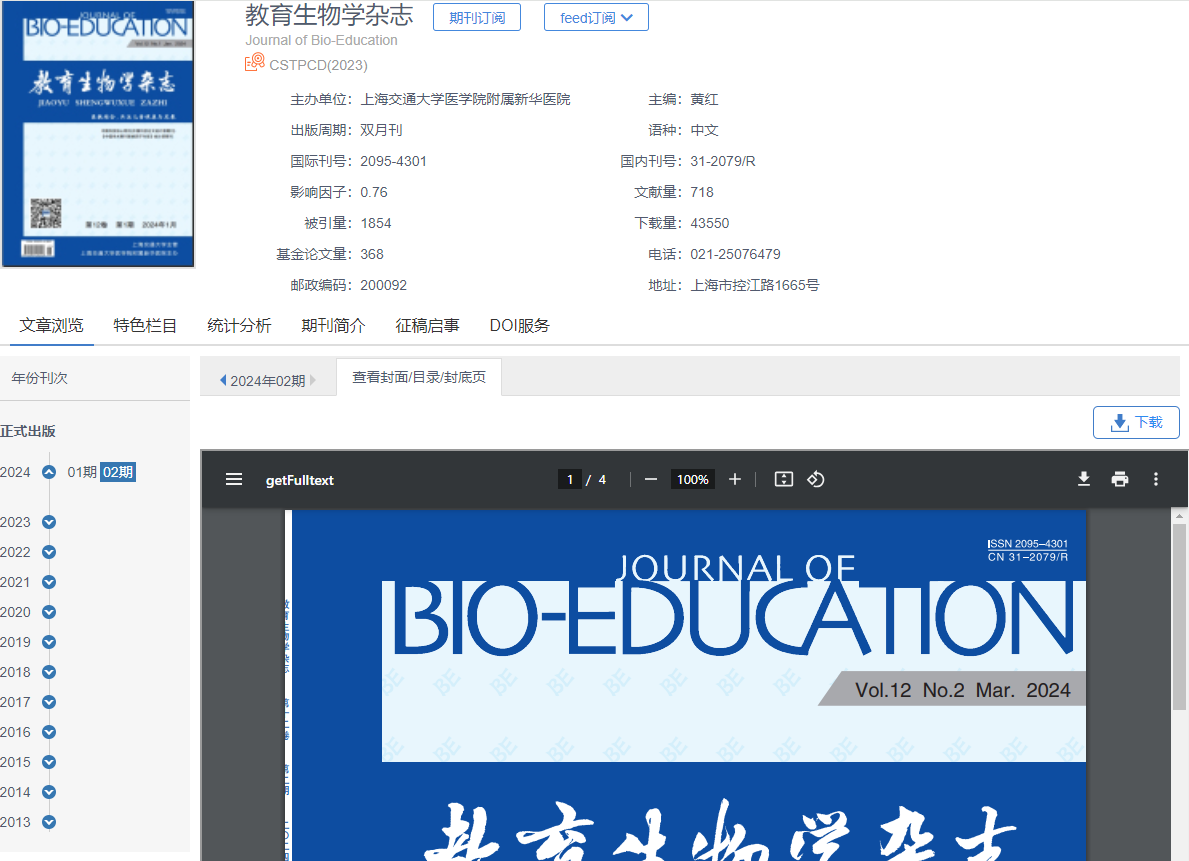 JOURNAL OF
BIO-EDUCATION
教育生物学杂志
JIAOYU SHENGWUXUE ZAZHI
第12卷 第1期 2024年1月
教育生物学杂志 期刊订阅 feed订阅
Journal of Bio-Education
CSTPCD(2023)
主办单位：上海交通大学医学院附属新华医院 主编：黄红
出版周期：双月刊 语种：中文
国际刊号：2095-4301 国内刊号：31-2079/R
影响因子：0.76 文献量：718
被引量：1854 下载量：43550
基金论文量：368 电话：021-25076479
邮政编码：200092 地址：上海市控江路1665号
文章浏览 特色栏目 统计分析 期刊简介 征稿启事 DOI服务
年份刊次
2024年02期 查看封面/目录/封底页
下载
正式出版
2024 01期 02期
2023
2022
2021
2020
2019
2018
2017
2016
2015
2014
2013
getFulltext 1 / 4 100%
ISSN 2095–4301
CN 31–2079/R
JOURNAL OF
BIO-EDUCATION
Vol.12 No.2 Mar. 2024
教育生物学杂志